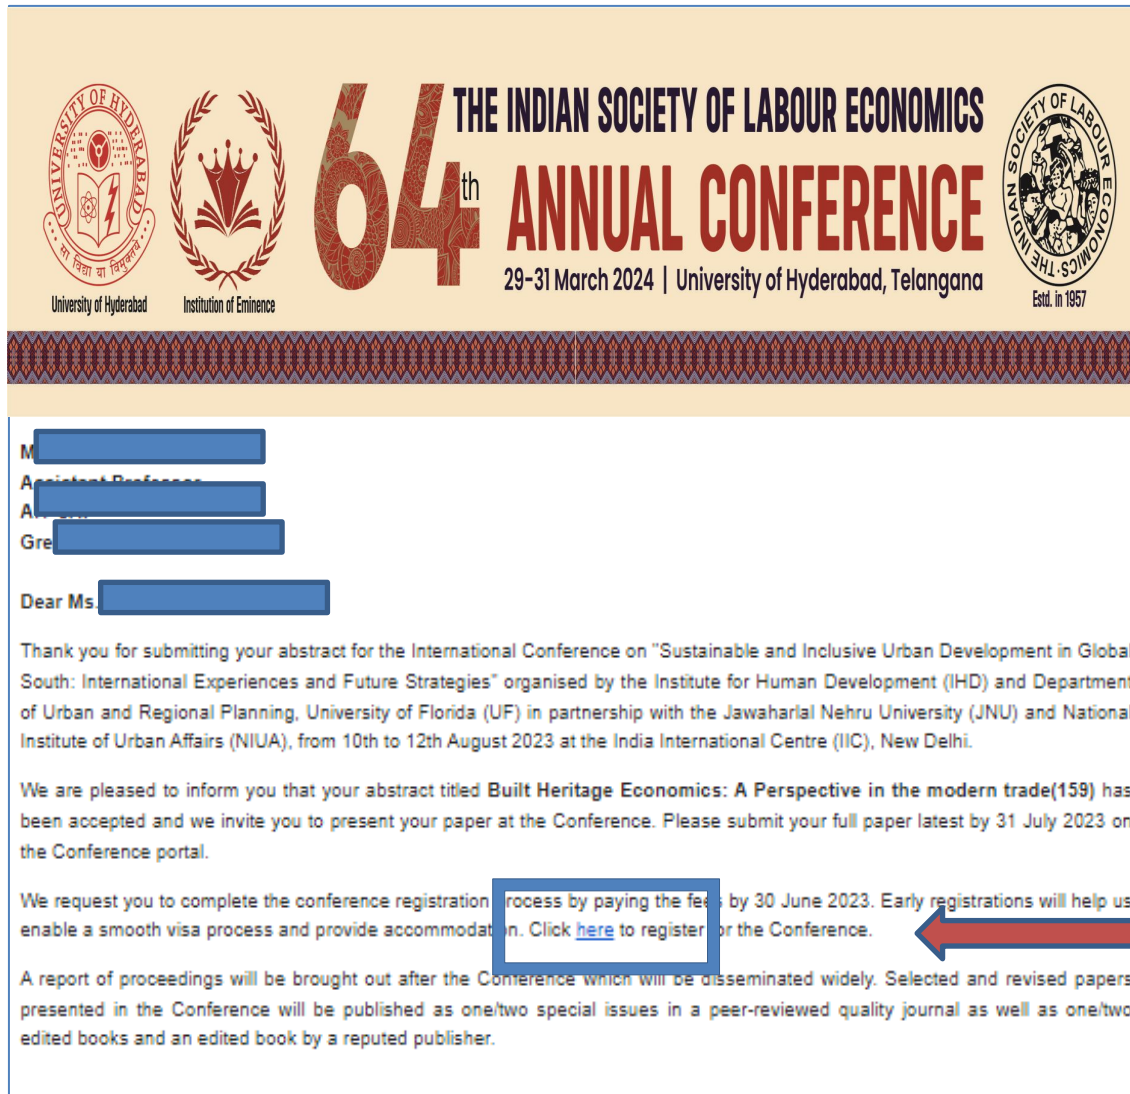 UNIVERSITY OF HYDERABAD
सा विद्या या विमुक्तये
University of Hyderabad
Institution of Eminence
64th
THE INDIAN SOCIETY OF LABOUR ECONOMICS
ANNUAL CONFERENCE
29-31 March 2024 | University of Hyderabad, Telangana
THE INDIAN SOCIETY OF LABOUR ECONOMICS
Estd. in 1957
M
Assistant Professor
A
Gre
Dear Ms.
Thank you for submitting your abstract for the International Conference on "Sustainable and Inclusive Urban Development in Global
South: International Experiences and Future Strategies" organised by the Institute for Human Development (IHD) and Department
of Urban and Regional Planning, University of Florida (UF) in partnership with the Jawaharlal Nehru University (JNU) and National
Institute of Urban Affairs (NIUA), from 10th to 12th August 2023 at the India International Centre (IIC), New Delhi.
We are pleased to inform you that your abstract titled Built Heritage Economics: A Perspective in the modern trade(159) has
been accepted and we invite you to present your paper at the Conference. Please submit your full paper latest by 31 July 2023 on
the Conference portal.
We request you to complete the conference registration process by paying the fees by 30 June 2023. Early registrations will help us
enable a smooth visa process and provide accommodation. Click here to register for the Conference.
A report of proceedings will be brought out after the Conference which will be disseminated widely. Selected and revised papers
presented in the Conference will be published as one/two special issues in a peer-reviewed quality journal as well as one/two
edited books and an edited book by a reputed publisher.